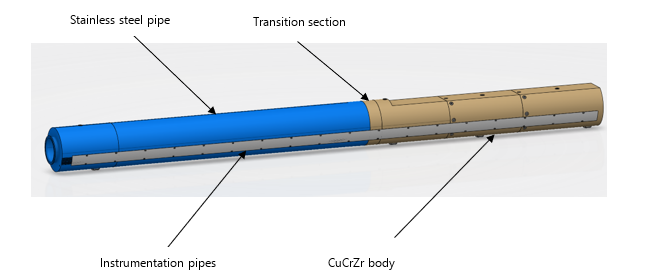 Stainless steel pipe
Transition section
Instrumentation pipes
CuCrZr body